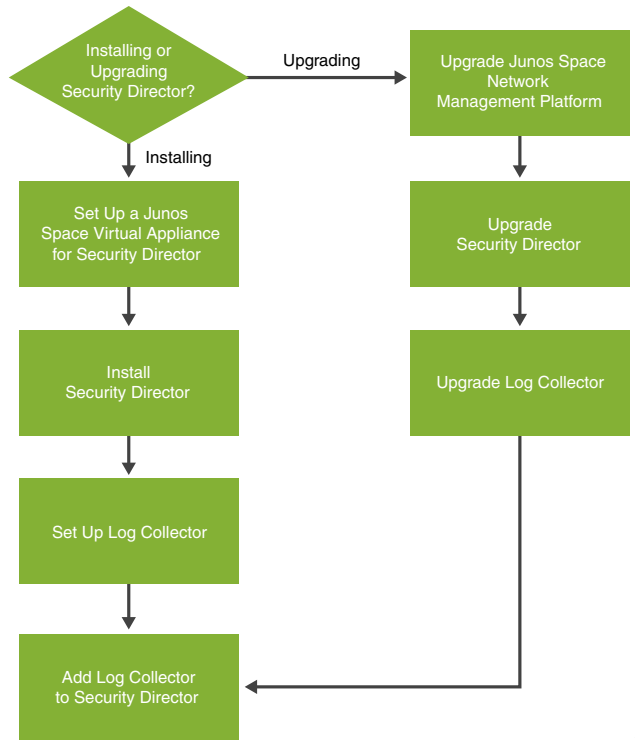 Installing or
Upgrading
Security Director?
Upgrading
Upgrade Junos Space
Network
Management Platform
Installing
Set Up a Junos
Space Virtual Appliance
for Security Director
Upgrade
Security Director
Install
Security Director
Upgrade Log Collector
Set Up Log Collector
Add Log Collector
to Security Director